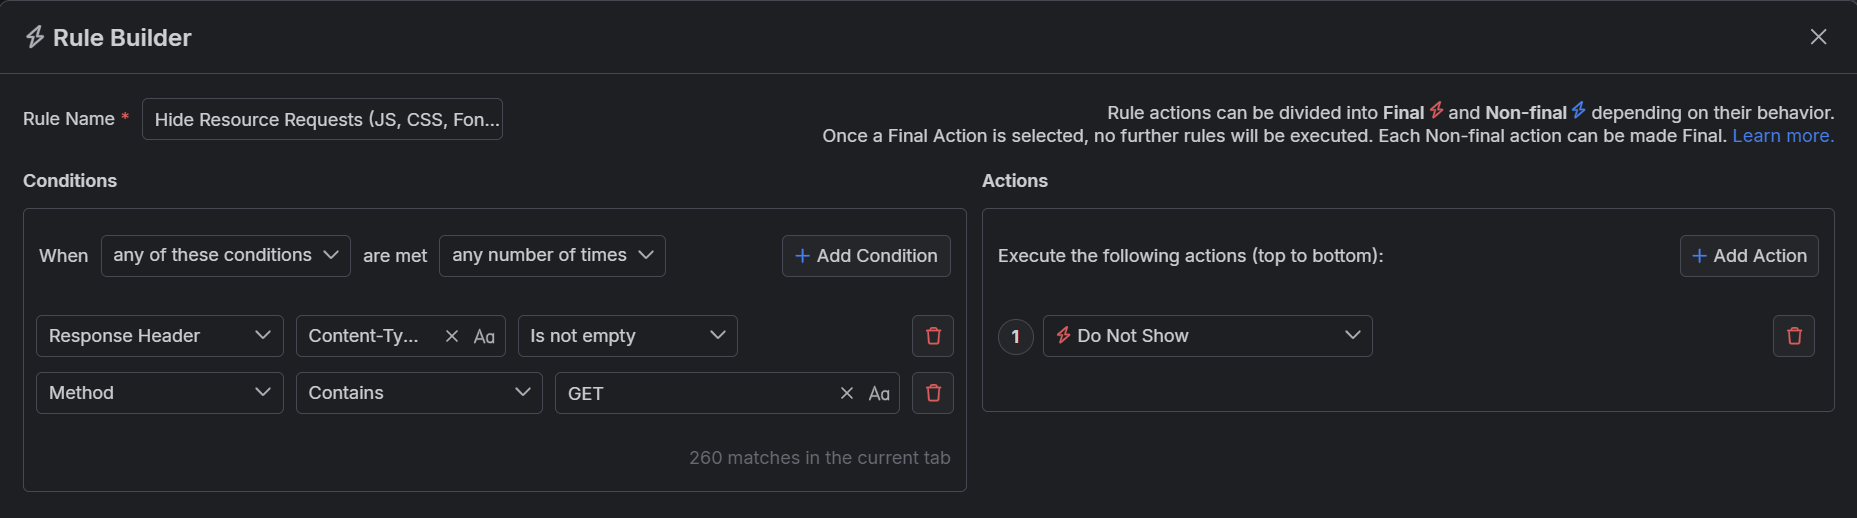 Rule Builder
Rule Name *
Hide Resource Requests (JS, CSS, Fon...
Rule actions can be divided into Final and Non-final depending on their behavior.
Once a Final Action is selected, no further rules will be executed. Each Non-final action can be made Final. Learn more.
Conditions
When any of these conditions are met any number of times + Add Condition
Response Header Content-Ty... Aa Is not empty
Method Contains GET Aa
260 matches in the current tab
Actions
Execute the following actions (top to bottom): + Add Action
1 Do Not Show